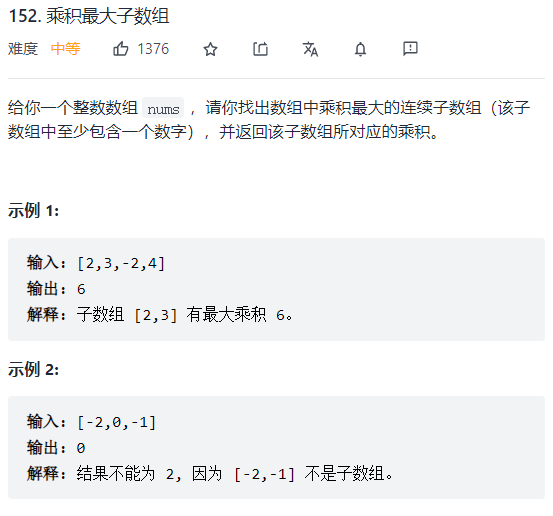 152. 乘积最大子数组
难度 中等 1376
给你一个整数数组 nums ，请你找出数组中乘积最大的连续子数组（该子
数组中至少包含一个数字），并返回该子数组所对应的乘积。
示例 1:
输入: [2,3,-2,4]
输出: 6
解释: 子数组 [2,3] 有最大乘积 6。
示例 2:
输入: [-2,0,-1]
输出: 0
解释: 结果不能为 2, 因为 [-2,-1] 不是子数组。